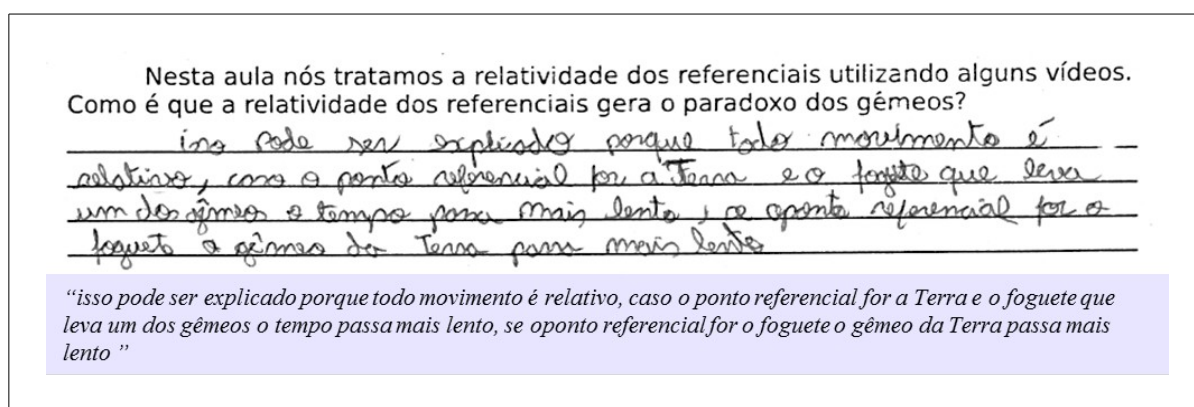 Nesta aula nós tratamos a relatividade dos referenciais utilizando alguns vídeos.
Como é que a relatividade dos referenciais gera o paradoxo dos gémeos?
isso pode ser explicado porque todo movimento é
relativo, caso o ponto referencial for a Terra e o foguete que leva
um dos gêmeos o tempo passa mais lento, se oponto referencial for o
foguete o gêmeo da Terra passa mais lento
“isso pode ser explicado porque todo movimento é relativo, caso o ponto referencial for a Terra e o foguete que
leva um dos gêmeos o tempo passa mais lento, se oponto referencial for o foguete o gêmeo da Terra passa mais
lento ”